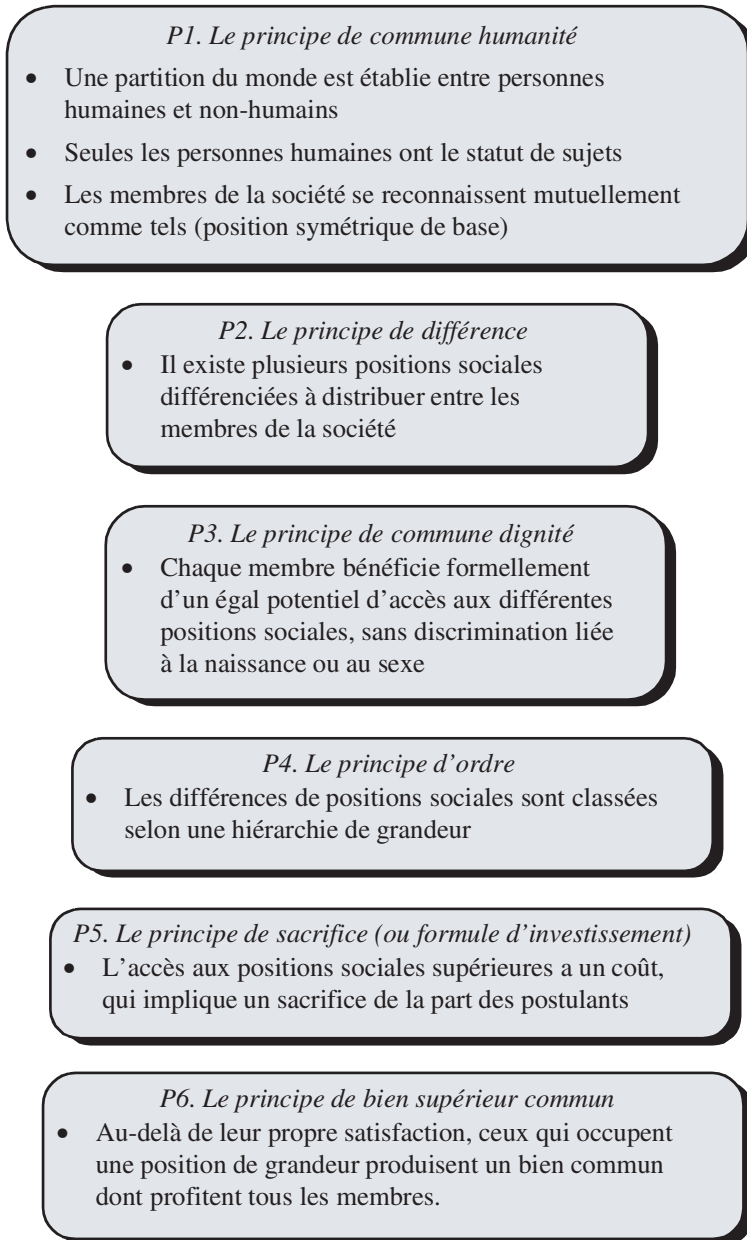 P1. Le principe de commune humanité
• Une partition du monde est établie entre personnes
humaines et non-humains
• Seules les personnes humaines ont le statut de sujets
• Les membres de la société se reconnaissent mutuellement
comme tels (position symétrique de base)
P2. Le principe de différence
• Il existe plusieurs positions sociales
différenciées à distribuer entre les
membres de la société
P3. Le principe de commune dignité
• Chaque membre bénéficie formellement
d’un égal potentiel d’accès aux différentes
positions sociales, sans discrimination liée
à la naissance ou au sexe
P4. Le principe d’ordre
• Les différences de positions sociales sont classées
selon une hiérarchie de grandeur
P5. Le principe de sacrifice (ou formule d’investissement)
• L’accès aux positions sociales supérieures a un coût,
qui implique un sacrifice de la part des postulants
P6. Le principe de bien supérieur commun
• Au-delà de leur propre satisfaction, ceux qui occupent
une position de grandeur produisent un bien commun
dont profitent tous les membres.